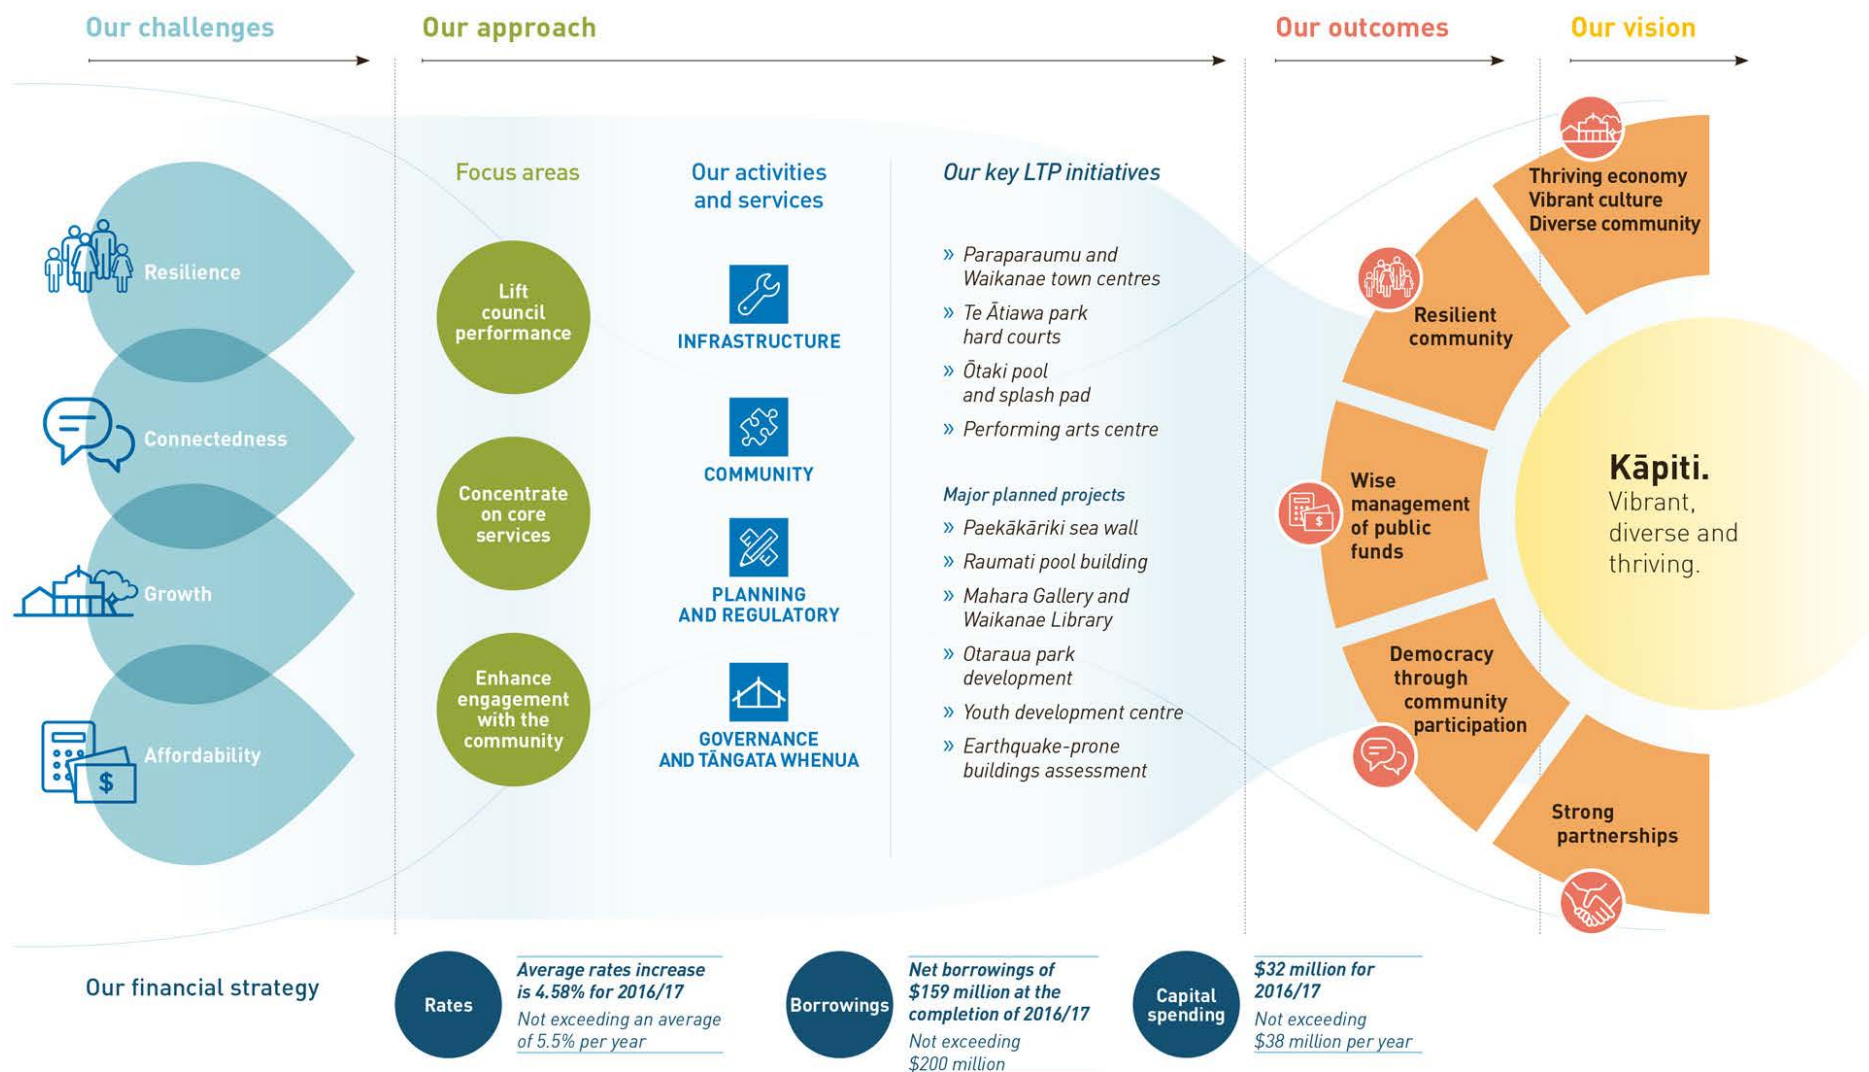 Our challenges
Our approach
Our outcomes
Our vision
Resilience
Connectedness
Growth
Affordability
$
Focus areas
Lift
council
performance
Concentrate
on core
services
Enhance
engagement
with the
community
Our activities
and services
INFRASTRUCTURE
COMMUNITY
PLANNING
AND REGULATORY
GOVERNANCE
AND TĀNGATA WHENUA
Our key LTP initiatives
» Paraparaumu and
Waikanae town centres
» Te Ātiawa park
hard courts
» Ōtaki pool
and splash pad
» Performing arts centre
Major planned projects
» Paekākāriki sea wall
» Raumati pool building
» Mahara Gallery and
Waikanae Library
» Otaraua park
development
» Youth development centre
» Earthquake-prone
buildings assessment
Thriving economy
Vibrant culture
Diverse community
Resilient
community
$
Wise
management
of public
funds
Democracy
through
community
participation
Strong
partnerships
Kāpiti.
Vibrant,
diverse and
thriving.
Our financial strategy
Rates
Average rates increase
is 4.58% for 2016/17
Not exceeding an average
of 5.5% per year
Borrowings
Net borrowings of
$159 million at the
completion of 2016/17
Not exceeding
$200 million
Capital
spending
$32 million for
2016/17
Not exceeding
$38 million per year